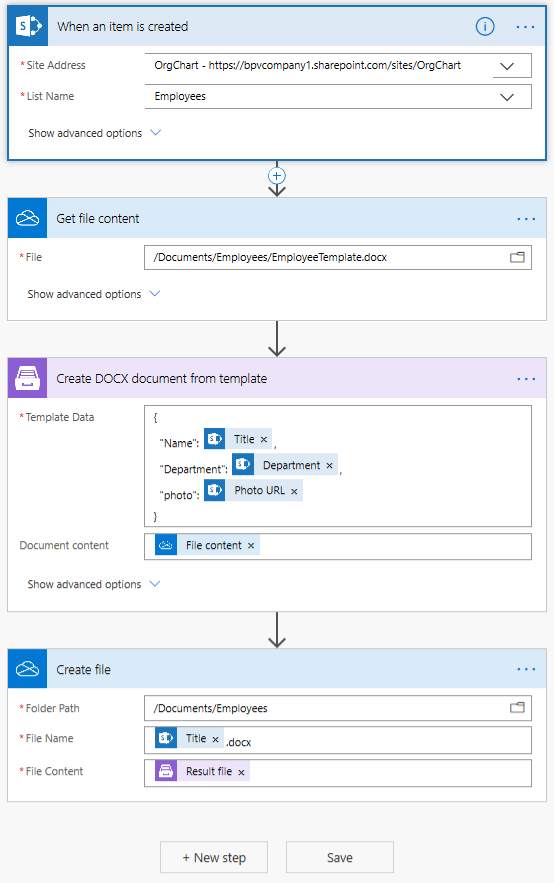 When an item is created
* Site Address OrgChart - https://bpvcompany1.sharepoint.com/sites/OrgChart
* List Name Employees
Show advanced options
Get file content
* File /Documents/Employees/EmployeeTemplate.docx
Show advanced options
Create DOCX document from template
* Template Data {
"Name": Title × ,
"Department": Department × ,
"photo": Photo URL ×
}
Document content File content ×
Show advanced options
Create file
* Folder Path /Documents/Employees
* File Name Title × .docx
* File Content Result file ×
+ New step Save